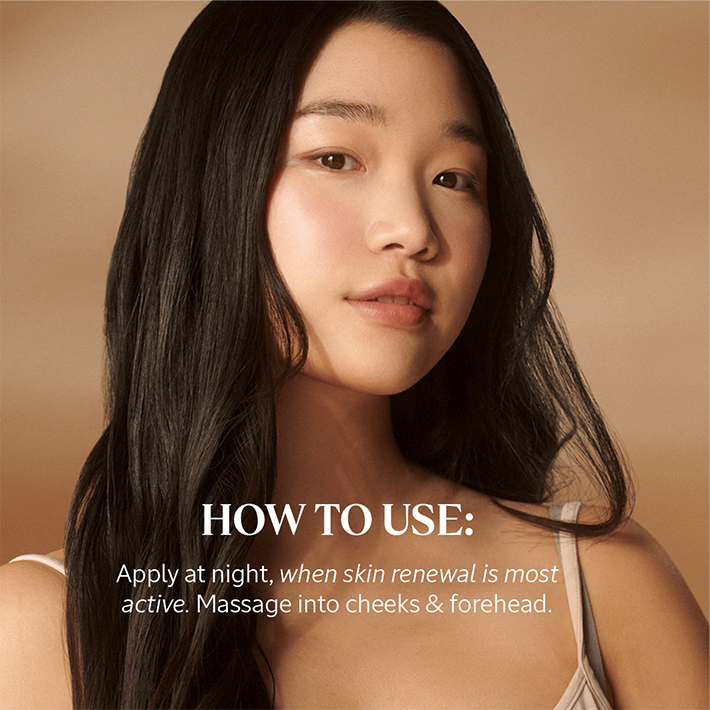 HOW TO USE:
Apply at night, when skin renewal is most
active. Massage into cheeks & forehead.